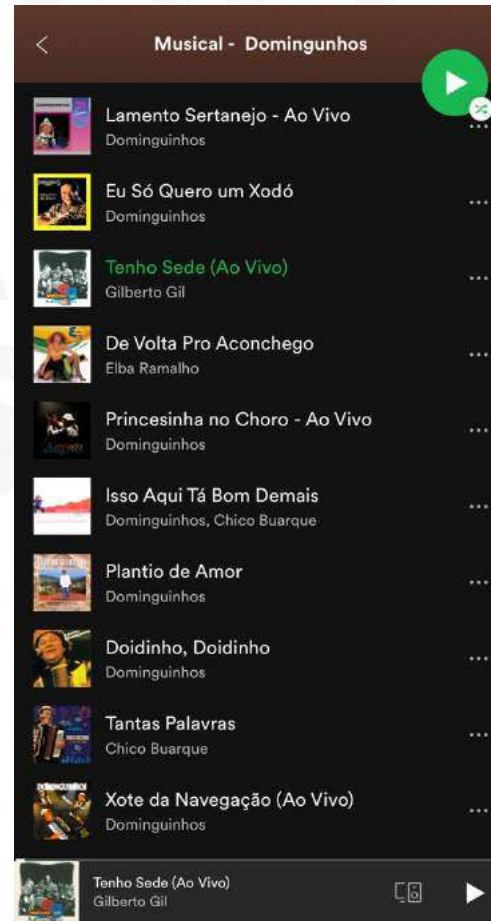 Musical - Domingunhos
Lamento Sertanejo - Ao Vivo
Dominguinhos
Eu Só Quero um Xodó
Dominguinhos
Tenho Sede (Ao Vivo)
Gilberto Gil
De Volta Pro Aconchego
Elba Ramalho
Princesinha no Choro - Ao Vivo
Dominguinhos
Isso Aqui Tá Bom Demais
Dominguinhos, Chico Buarque
Plantio de Amor
Dominguinhos
Doidinho, Doidinho
Dominguinhos
Tantas Palavras
Chico Buarque
Xote da Navegação (Ao Vivo)
Dominguinhos
Tenho Sede (Ao Vivo)
Gilberto Gil